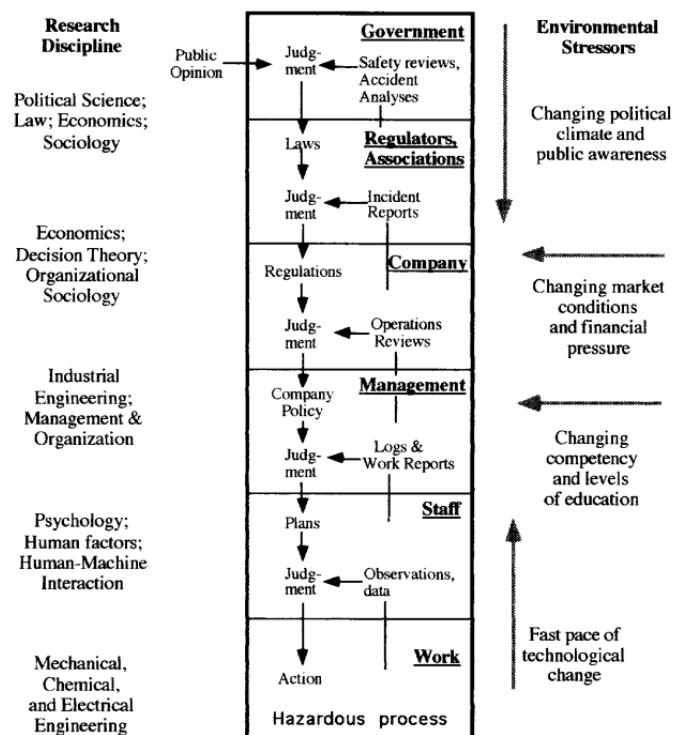 Research
Discipline
Political Science;
Law; Economics;
Sociology
Economics;
Decision Theory;
Organizational
Sociology
Industrial
Engineering;
Management &
Organization
Psychology;
Human factors;
Human-Machine
Interaction
Mechanical,
Chemical,
and Electrical
Engineering
Public
Opinion
Government
Judg-
ment
Safety reviews,
Accident
Analyses
Laws
Regulators,
Associations
Judg-
ment
Incident
Reports
Company
Regulations
Judg-
ment
Operations
Reviews
Management
Company
Policy
Judg-
ment
Logs &
Work Reports
Staff
Plans
Judg-
ment
Observations,
data
Work
Action
Hazardous process
Environmental
Stressors
Changing political
climate and
public awareness
Changing market
conditions
and financial
pressure
Changing
competency
and levels
of education
Fast pace of
technological
change